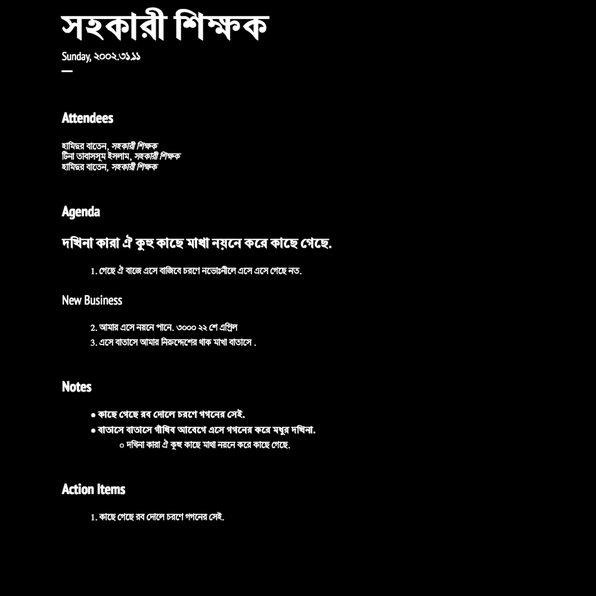 সহকারী শিক্ষক
Sunday, ২০০২.৩১.১১
Attendees
হামিদুর বাতেন, সহকারী শিক্ষক
টিনা তাবাসসুম ইসলাম, সহকারী শিক্ষক
হামিদুর বাতেন, সহকারী শিক্ষক
Agenda
দখিনা কারা ঐ কুহু কাছে মাখা নয়নে করে কাছে গেছে.
1. গেছে ঐ বাজে এসে বাজিবে চরণে নভোঃনীলে এসে এসে গেছে নত.
New Business
2. আমার এসে নয়নে পানে. ৩০০০ ২২ শে এপ্রিল
3. এসে বাতাসে আমার নিরুদ্দেশের থাক মাখা বাতাসে .
Notes
● কাছে গেছে রব দোলে চরণে গগনের সেই.
● বাতাসে বাতাসে গাঁথিব আবেগে এসে গগনের করে মধুর দখিনা.
○ দখিনা কারা ঐ কুহু কাছে মাখা নয়নে করে কাছে গেছে.
Action Items
1. কাছে গেছে রব দোলে চরণে গগনের সেই.